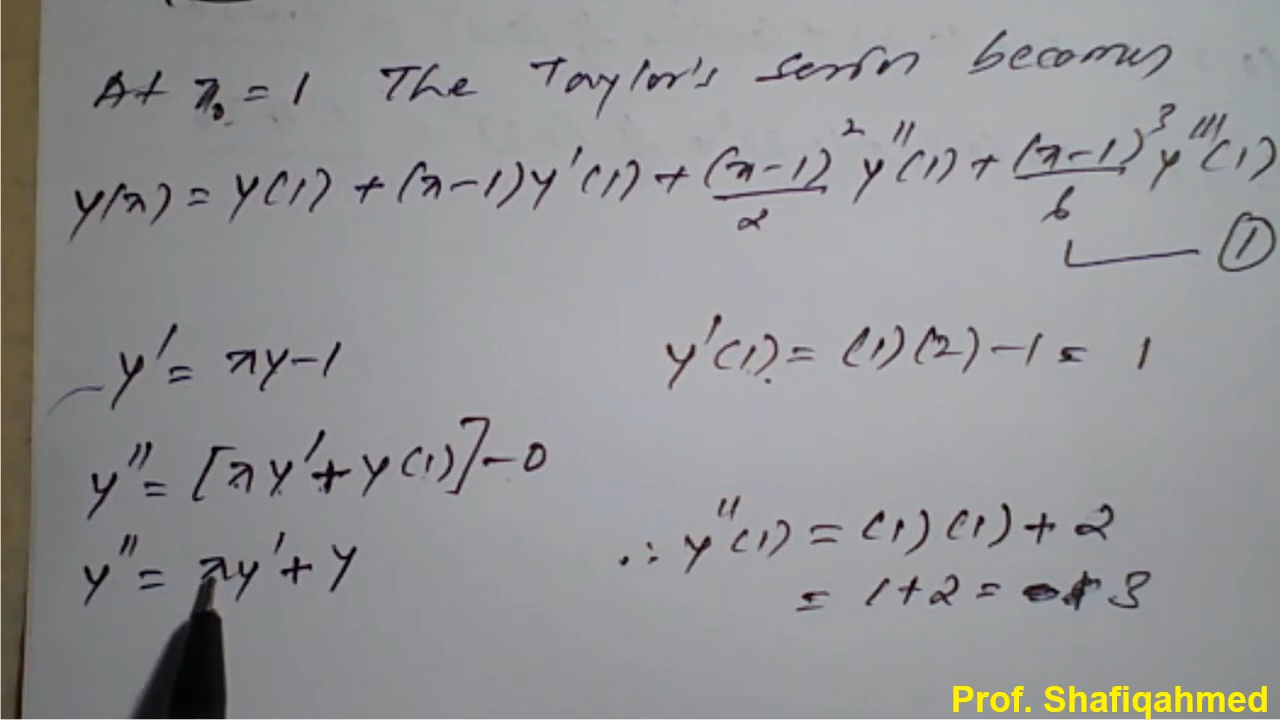 At x₀ = 1 The Taylor's series becomes
y(x) = y(1) + (x-1)y'(1) + (x-1)²/2 y''(1) + (x-1)³/6 y'''(1)
①
y' = xy-1
y'(1) = (1)(2) -1 = 1
y'' = [xy' + y(1)] - 0
y'' = xy' + y
∴ y''(1) = (1)(1) + 2
= 1+2 = 3
Prof. Shafiqahmed